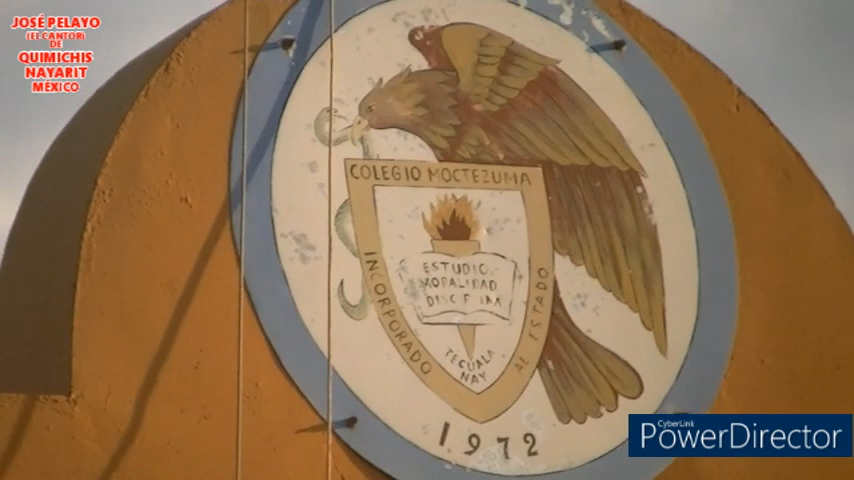 JOSÉ PELAYO
(EL CANTOR)
DE
QUIMICHIS
NAYARIT
MÉXICO
COLEGIO MOCTEZUMA
INCORPORADO
AL ESTADO
ESTUDIO
MORALIDAD
DISCIPLINA
TECUALA
NAY
1972
CyberLink
PowerDirector